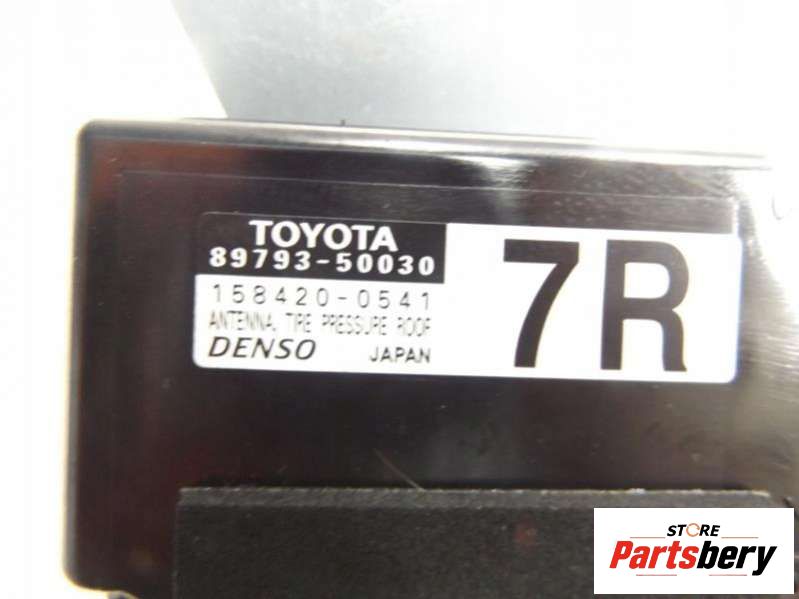 TOYOTA
89793-50030
158420-0541
ANTENNA, TIRE PRESSURE ROOF
DENSO JAPAN
7R
STORE
Partsbery